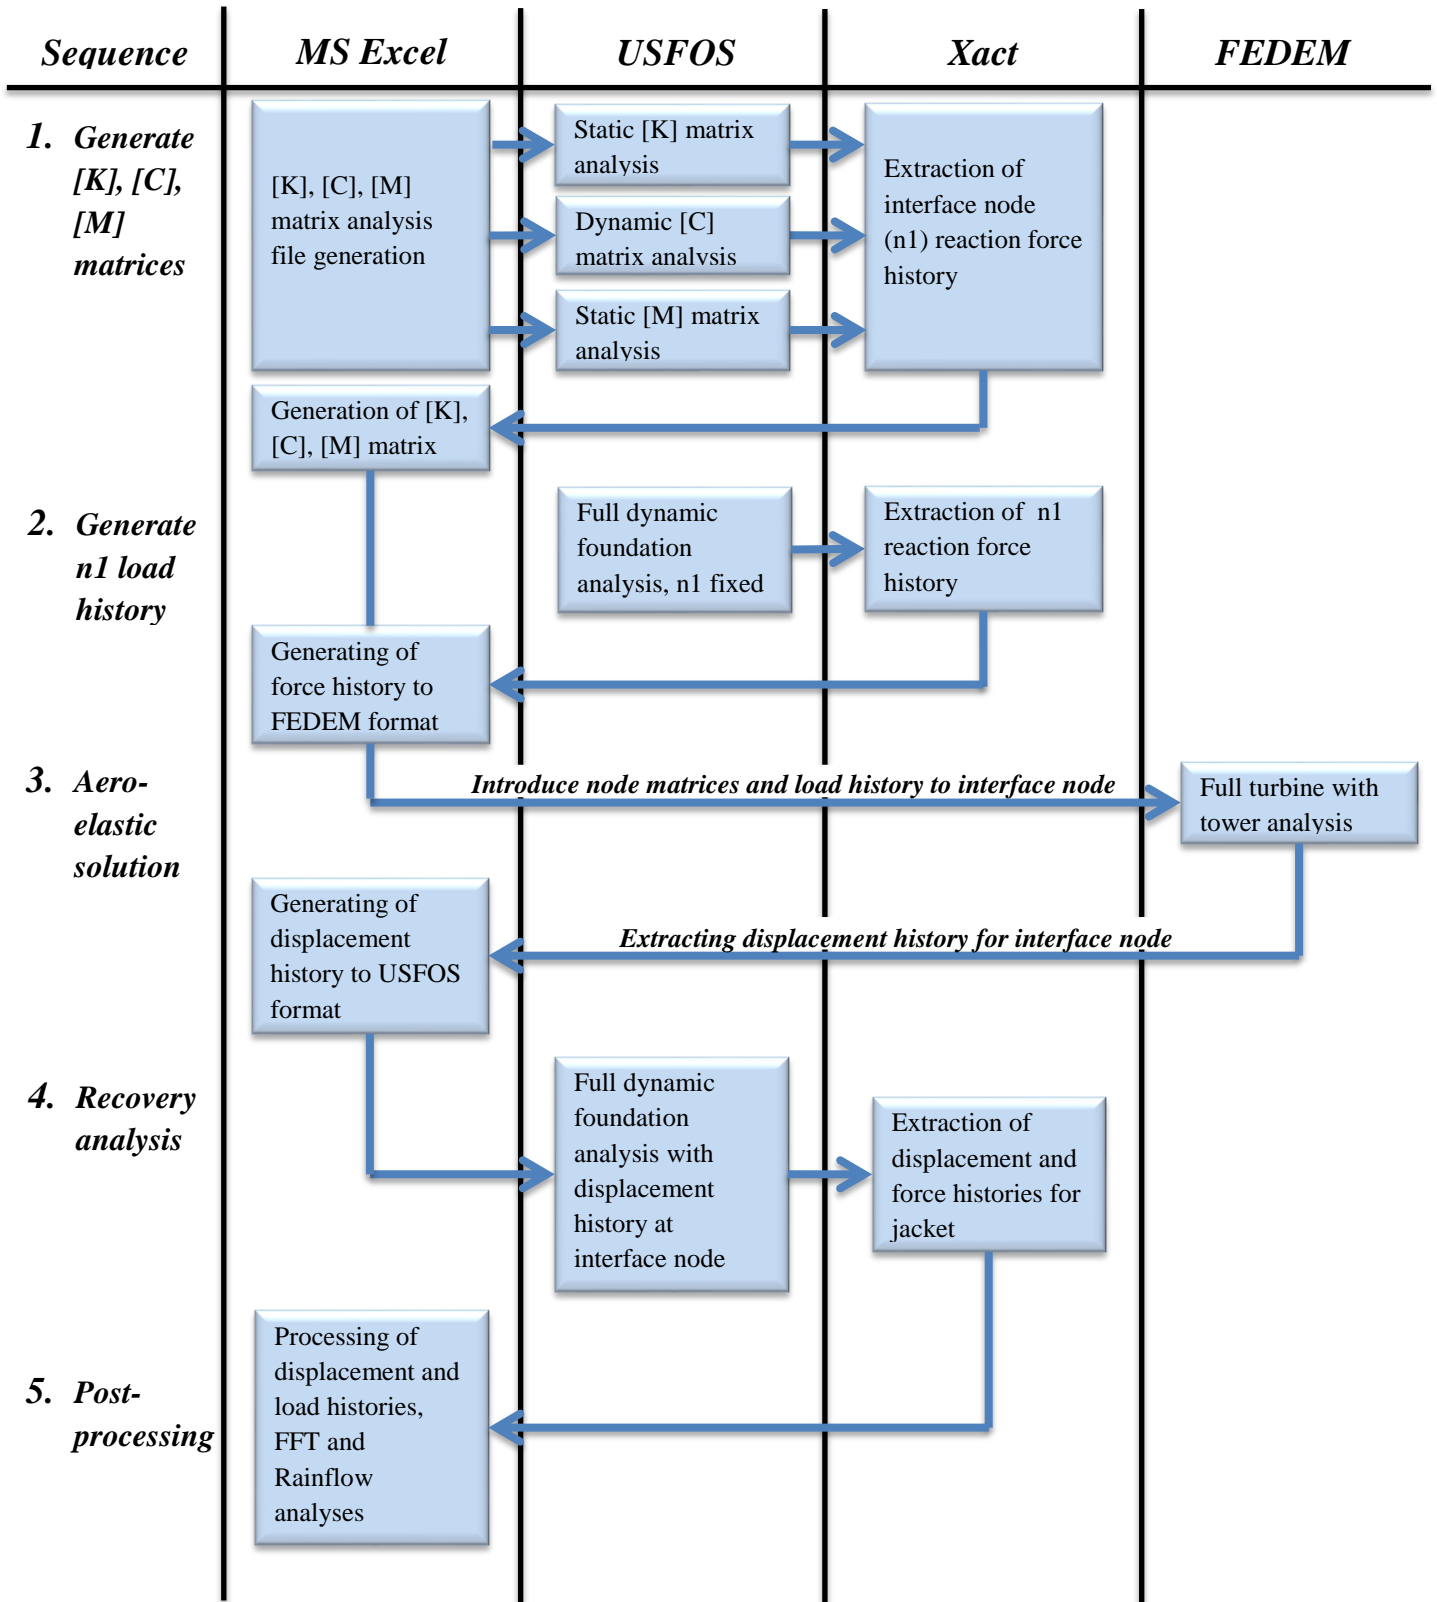 Sequence
MS Excel
USFOS
Xact
FEDEM
1. Generate
[K], [C],
[M]
matrices
[K], [C], [M]
matrix analysis
file generation
Static [K] matrix
analysis
Dynamic [C]
matrix analysis
Static [M] matrix
analysis
Extraction of
interface node
(n1) reaction force
history
Generation of [K],
[C], [M] matrix
2. Generate
n1 load
history
Full dynamic
foundation
analysis, n1 fixed
Extraction of n1
reaction force
history
Generating of
force history to
FEDEM format
3. Aero-
elastic
solution
Introduce node matrices and load history to interface node
Full turbine with
tower analysis
Generating of
displacement
history to USFOS
format
Extracting displacement history for interface node
4. Recovery
analysis
Full dynamic
foundation
analysis with
displacement
history at
interface node
Extraction of
displacement and
force histories for
jacket
5. Post-
processing
Processing of
displacement and
load histories,
FFT and
Rainflow
analyses